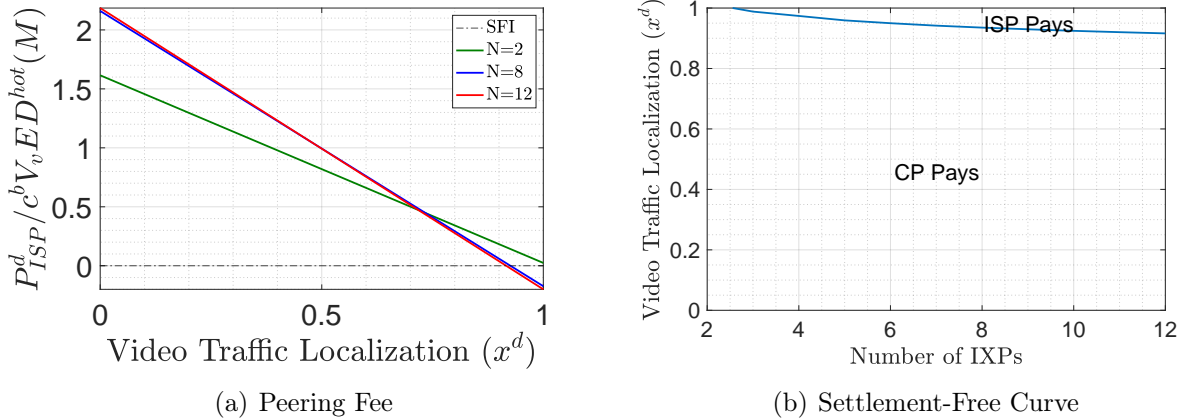 P^d_{ISP}/c^bV_vED^{hot}(M)
2
1.5
1
0.5
0
SFI
N=2
N=8
N=12
0
0.5
1
Video Traffic Localization (x^d)
(a) Peering Fee
Video Traffic Localization (x^d)
1
0.8
0.6
0.4
0.2
0
ISP Pays
CP Pays
2
4
6
8
10
12
Number of IXPs
(b) Settlement-Free Curve